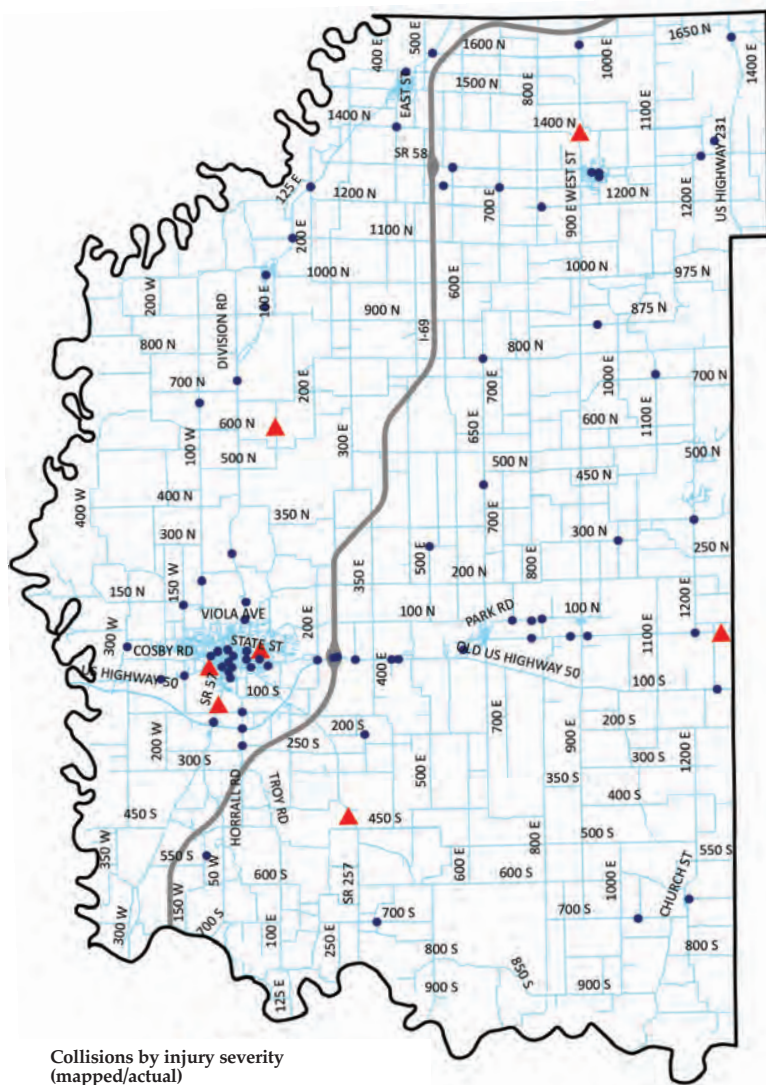 1650 N
500 E
1600 N
400 E
1000 E
1400 E
1500 N
800 E
EAST ST
1100 E
1400 N
1400 N
US HIGHWAY 231
SR 58
125 E
900 E WEST ST
1200 N
1200 N
700 E
1200 E
200 E
1100 N
1000 N
1000 N
975 N
200 W
100 E
600 E
900 N
875 N
DIVISION RD
I-69
800 N
800 N
700 N
700 E
1000 E
700 N
200 E
650 E
600 N
600 N
1100 E
100 W
300 E
500 N
500 N
500 N
450 N
400 W
400 N
350 N
700 E
300 N
300 N
250 N
500 E
800 E
350 E
200 N
150 N
150 W
1200 E
VIOLA AVE
100 N
PARK RD
100 N
300 W
200 E
STATE ST
1100 E
COSBY RD
OLD US HIGHWAY 50
US HIGHWAY 50
400 E
100 S
100 S
SR 57
700 E
200 S
200 S
200 W
250 S
900 E
300 S
300 S
1200 E
500 E
350 S
HORRALL RD
TROY RD
400 S
450 S
450 S
500 S
350 W
800 E
550 S
550 S
50 W
600 E
600 S
600 S
SR 257
1000 E
CHURCH ST
150 W
300 W
700 S
700 S
700 S
100 E
250 E
800 S
800 S
850 S
125 E
900 S
900 S
Collisions by injury severity
(mapped/actual)